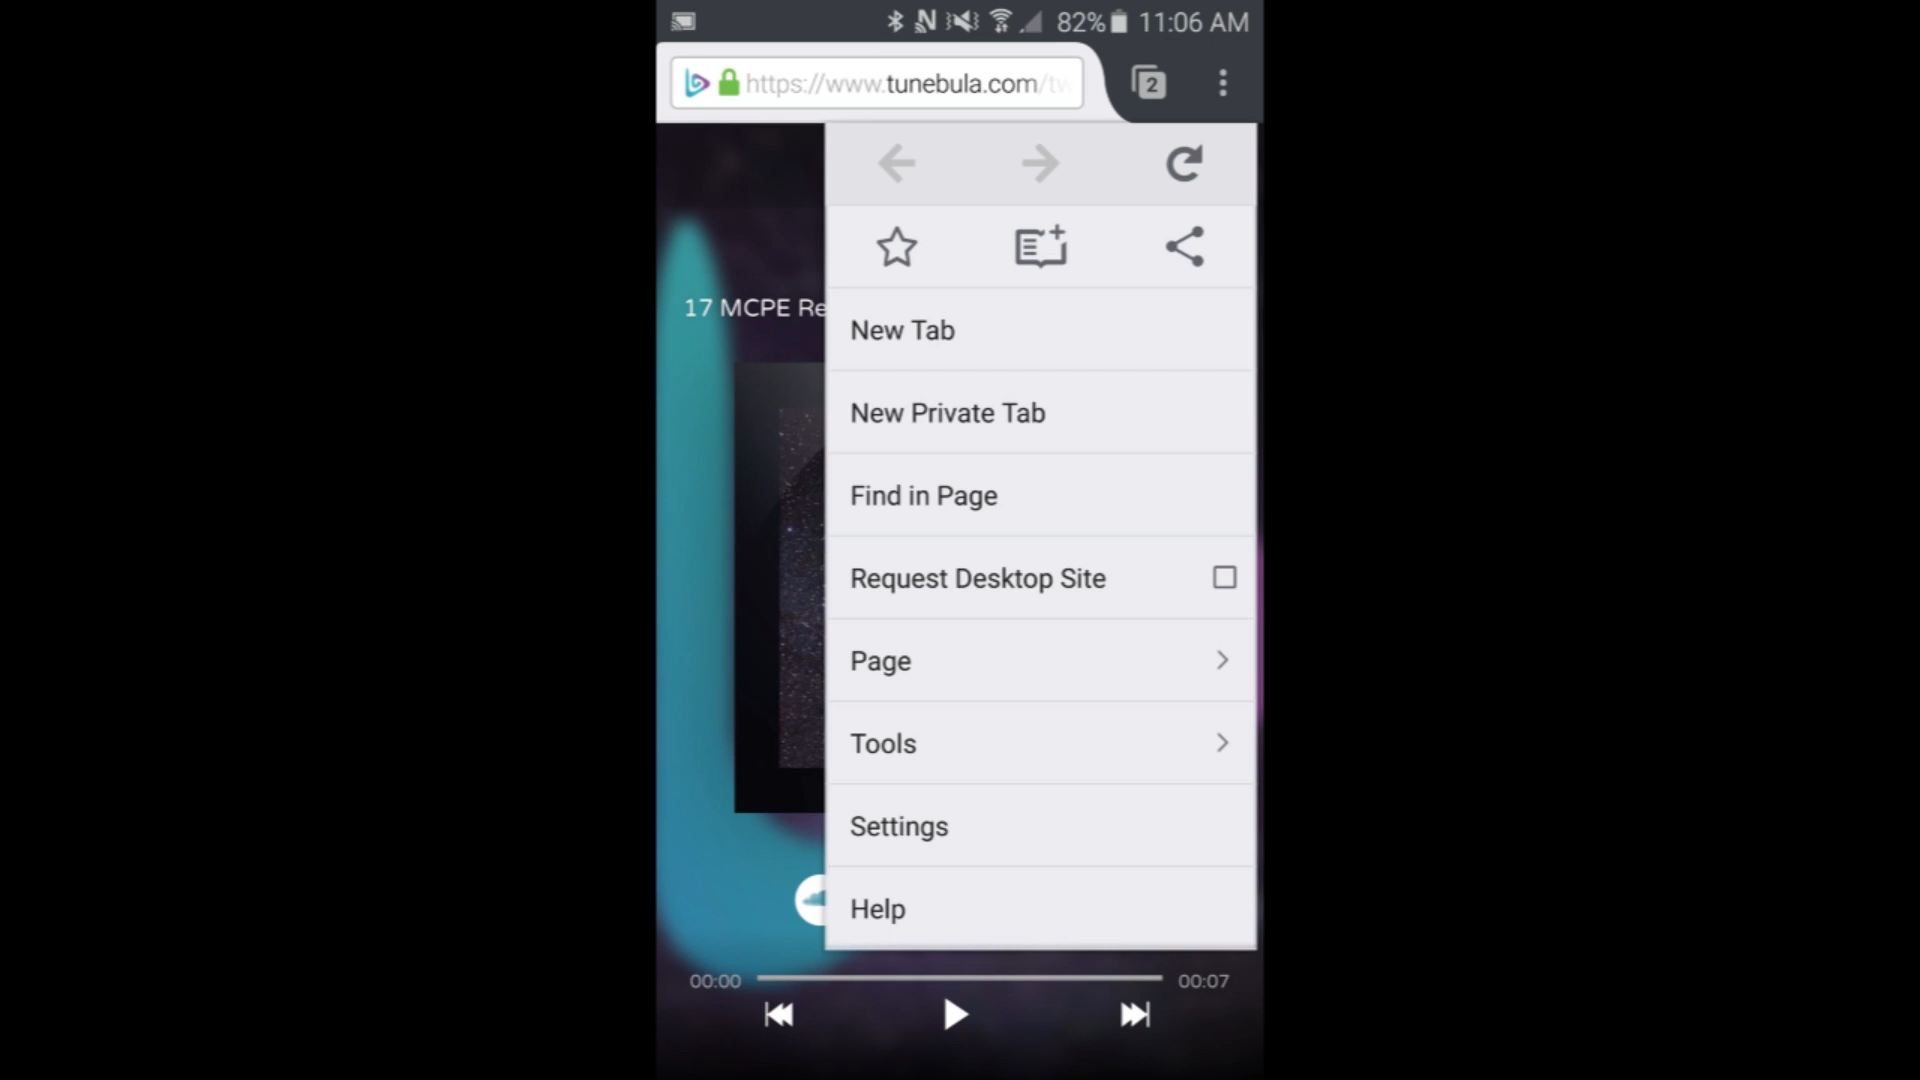 82% 11:06 AM
https://www.tunebula.com/tw
2
17 MCPE Re
New Tab
New Private Tab
Find in Page
Request Desktop Site
Page
Tools
Settings
Help
00:00 00:07